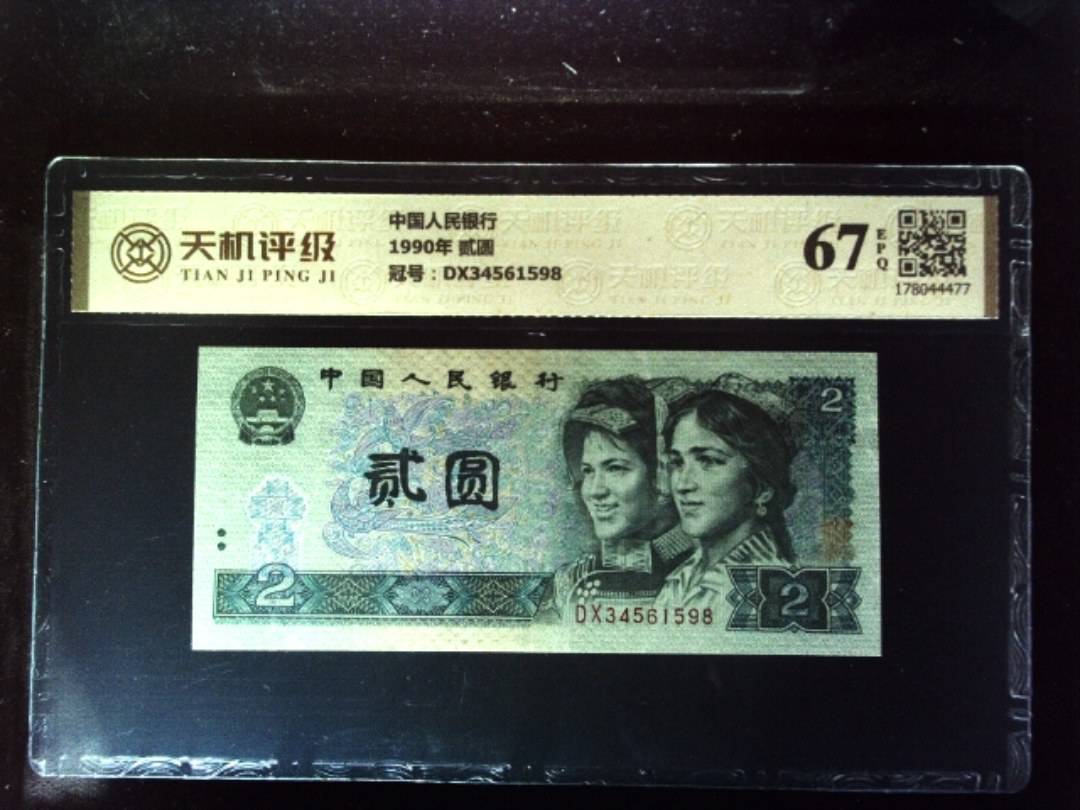 天机评级
TIAN JI PING JI
中国人民银行
1990年 贰圆
冠号：DX34561598
67
EPQ
178044477
中国人民银行
贰圆
2
2
DX34561598
2